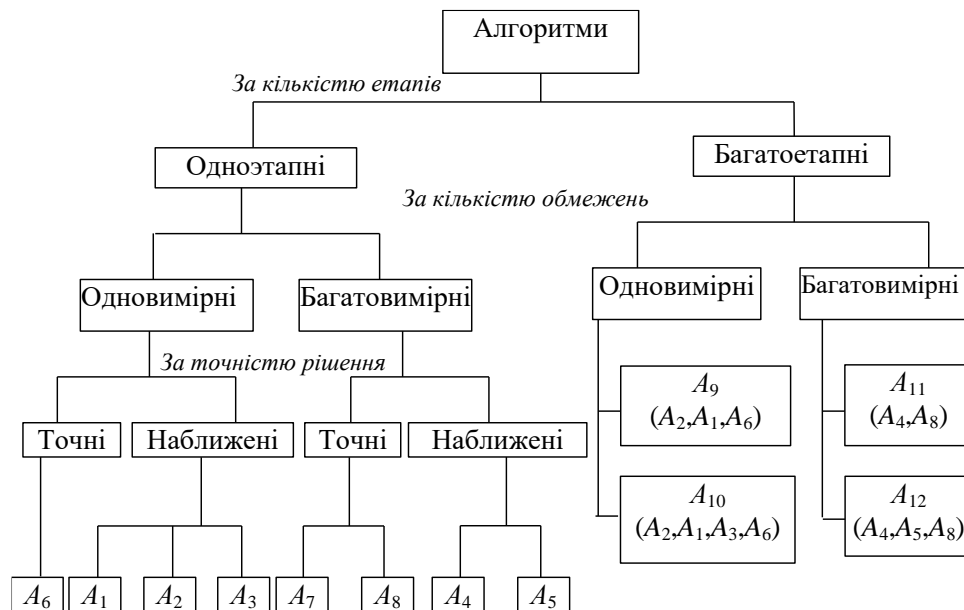 Алгоритми
За кількістю етапів
Одноэтапні
Багатоетапні
За кількістю обмежень
Одновимірні
Багатовимірні
Одновимірні
Багатовимірні
За точністю рішення
A9
(A2,A1,A6)
A11
(A4,A8)
Точні
Наближені
Точні
Наближені
A10
(A2,A1,A3,A6)
A12
(A4,A5,A8)
A6
A1
A2
A3
A7
A8
A4
A5